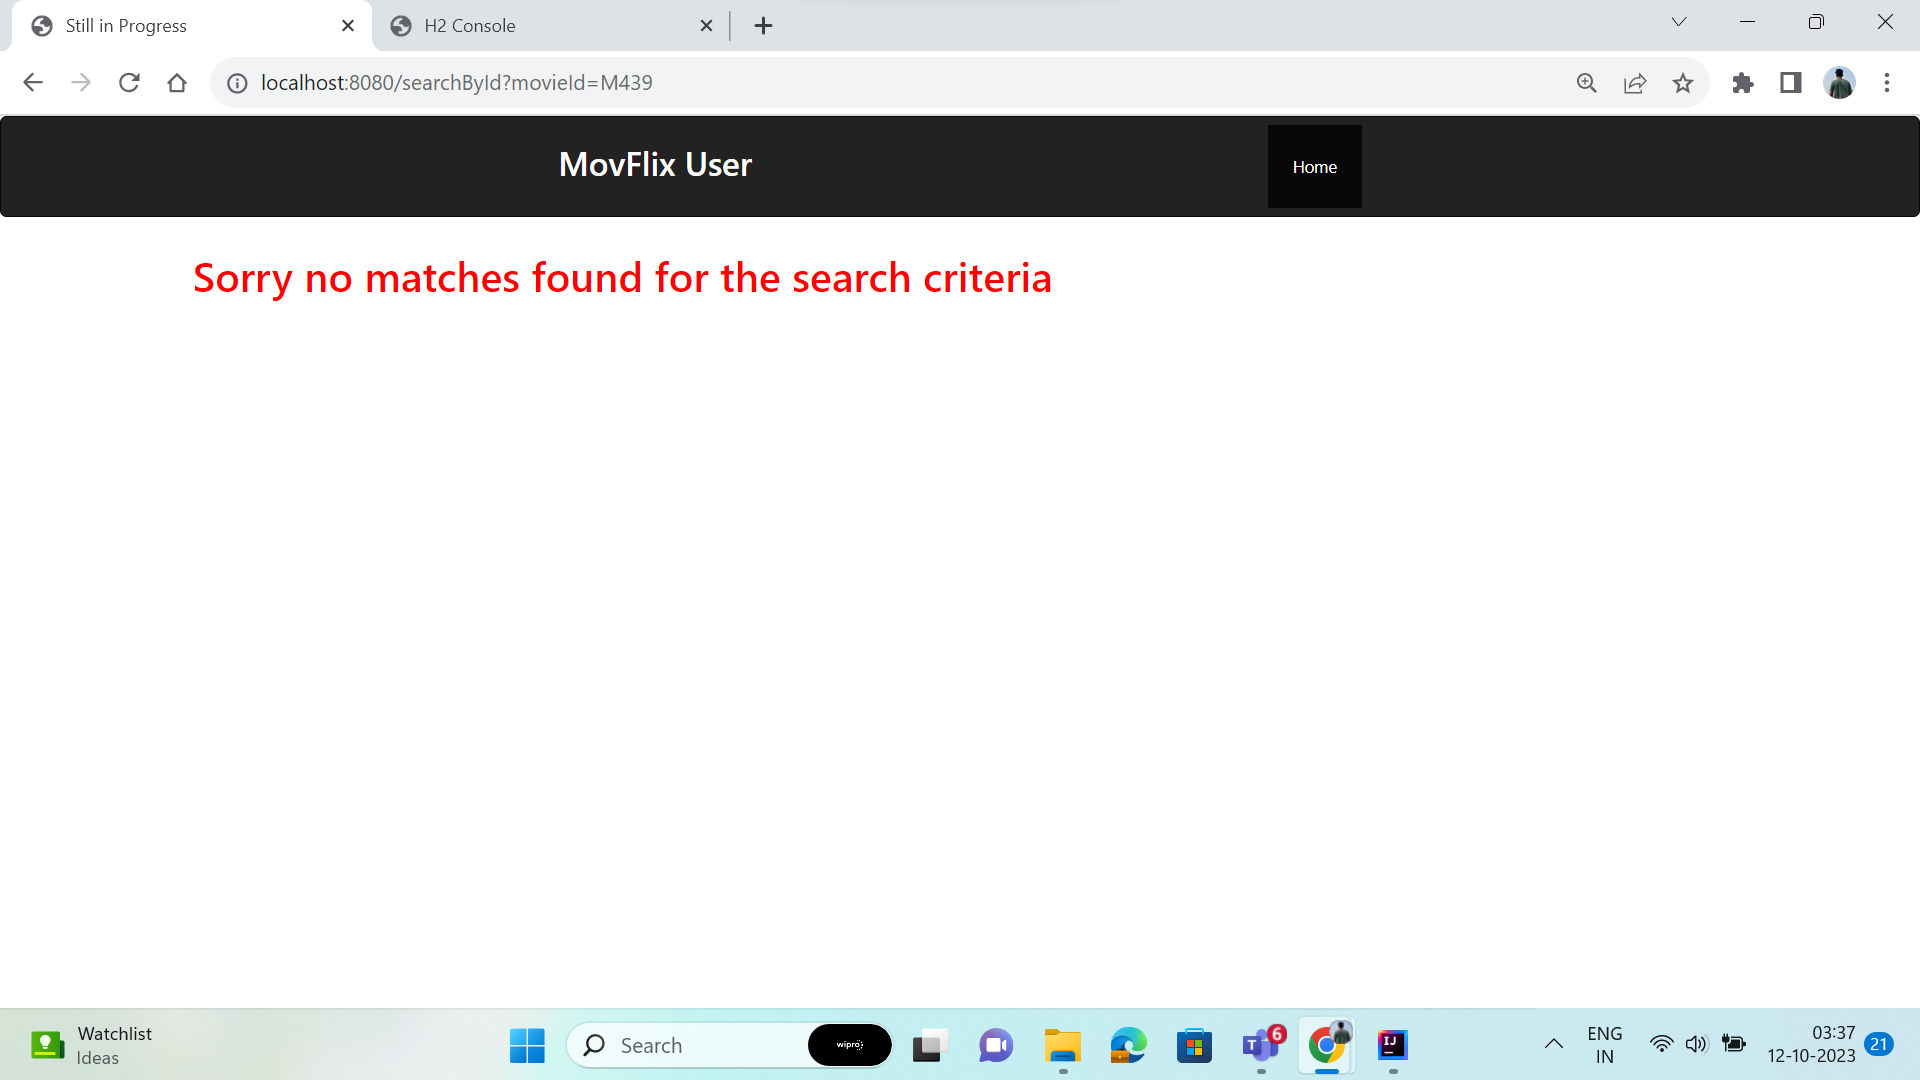 Still in Progress
H2 Console
localhost:8080/searchById?movieId=M439
MovFlix User
Home
Sorry no matches found for the search criteria
Watchlist
Ideas
Search
wipro
T
6
IJ
ENG
IN
03:37
12-10-2023
21